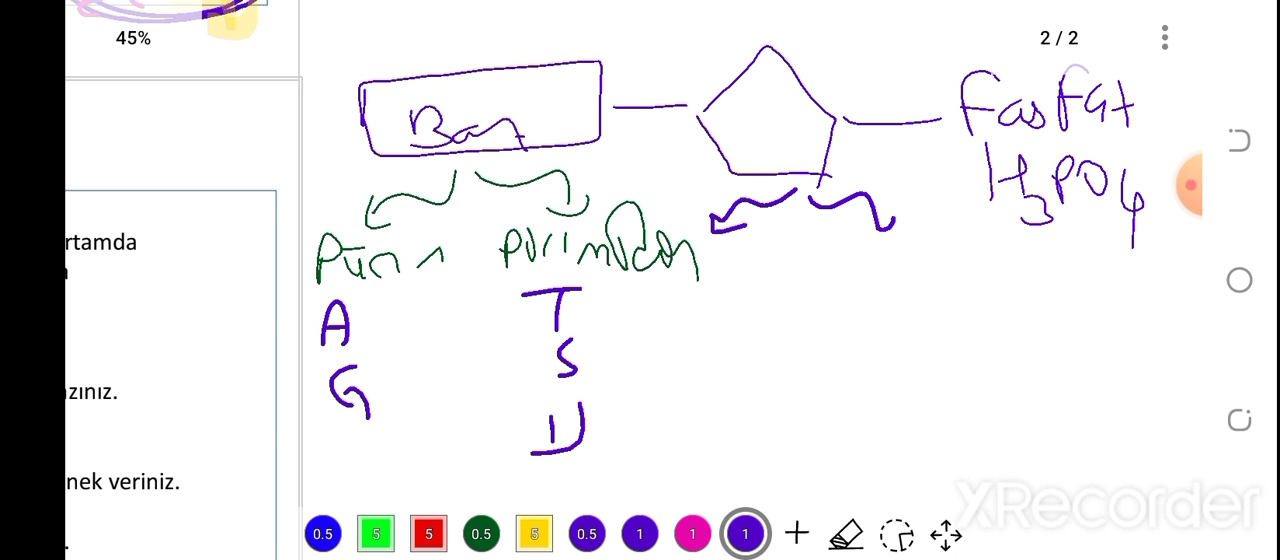 45%
2 / 2
Baz
Fosfat
H3PO4
Pürin pürimidan
A
G
T
S
U
rtamda
ızınız.
nek veriniz.
0.5 5 5 0.5 5 0.5 1 1 1
XRecorder